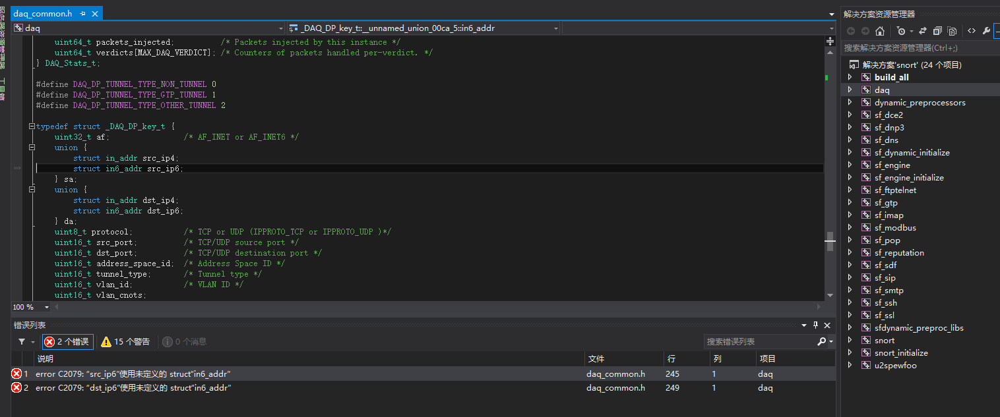 服务器资源管理器
工具箱
daq_common.h
daq
_DAQ_DP_key_t::__unnamed_union_00ca_5::in6_addr
uint64_t packets_injected; /* Packets injected by this instance */
uint64_t verdicts[MAX_DAQ_VERDICT]; /* Counters of packets handled per-verdict. */
} DAQ_Stats_t;
#define DAQ_DP_TUNNEL_TYPE_NON_TUNNEL 0
#define DAQ_DP_TUNNEL_TYPE_GTP_TUNNEL 1
#define DAQ_DP_TUNNEL_TYPE_OTHER_TUNNEL 2
typedef struct _DAQ_DP_key_t {
uint32_t af; /* AF_INET or AF_INET6 */
union {
struct in_addr src_ip4;
struct in6_addr src_ip6;
} sa;
union {
struct in_addr dst_ip4;
struct in6_addr dst_ip6;
} da;
uint8_t protocol; /* TCP or UDP (IPPROTO_TCP or IPPROTO_UDP )*/
uint16_t src_port; /* TCP/UDP source port */
uint16_t dst_port; /* TCP/UDP destination port */
uint16_t address_space_id; /* Address Space ID */
uint16_t tunnel_type; /* Tunnel type */
uint16_t vlan_id; /* VLAN ID */
uint16_t vlan_cnots;
100 %
错误列表
2 个错误 15 个警告 0 个消息 搜索错误列表
说明 文件 行 列 项目
1 error C2079: “src_ip6”使用未定义的 struct“in6_addr” daq_common.h 245 1 daq
2 error C2079: “dst_ip6”使用未定义的 struct“in6_addr” daq_common.h 249 1 daq
解决方案资源管理器
搜索解决方案资源管理器(Ctrl+;)
解决方案'snort' (24 个项目)
build_all
daq
dynamic_preprocessors
sf_dce2
sf_dnp3
sf_dns
sf_dynamic_initialize
sf_engine
sf_engine_initialize
sf_ftptelnet
sf_gtp
sf_imap
sf_modbus
sf_pop
sf_reputation
sf_sdf
sf_sip
sf_smtp
sf_ssh
sf_ssl
sfdynamic_preproc_libs
snort
snort_initialize
u2spewfoo